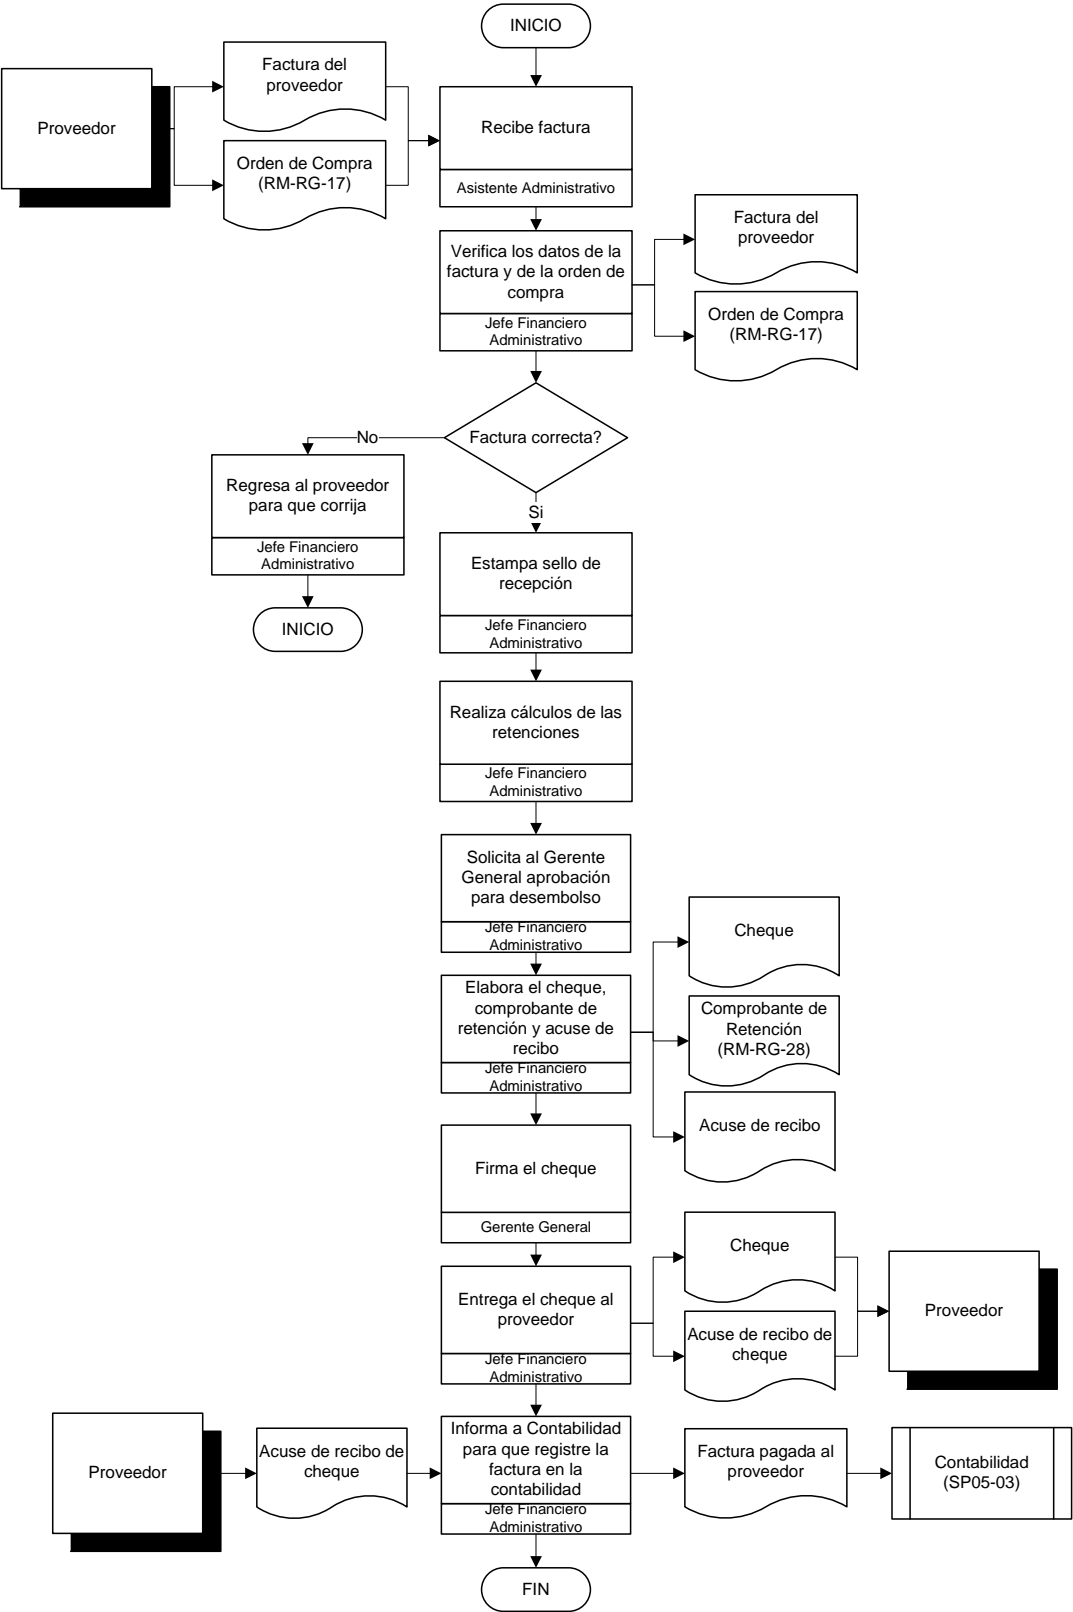 INICIO
Proveedor
Factura del
proveedor
Orden de Compra
(RM-RG-17)
Recibe factura
Asistente Administrativo
Verifica los datos de la
factura y de la orden de
compra
Jefe Financiero
Administrativo
Factura del
proveedor
Orden de Compra
(RM-RG-17)
Factura correcta?
No
Regresa al proveedor
para que corrija
Jefe Financiero
Administrativo
INICIO
Si
Estampa sello de
recepción
Jefe Financiero
Administrativo
Realiza cálculos de las
retenciones
Jefe Financiero
Administrativo
Solicita al Gerente
General aprobación
para desembolso
Jefe Financiero
Administrativo
Elabora el cheque,
comprobante de
retención y acuse de
recibo
Jefe Financiero
Administrativo
Cheque
Comprobante de
Retención
(RM-RG-28)
Acuse de recibo
Firma el cheque
Gerente General
Entrega el cheque al
proveedor
Jefe Financiero
Administrativo
Cheque
Acuse de recibo de
cheque
Proveedor
Proveedor
Acuse de recibo de
cheque
Informa a Contabilidad
para que registre la
factura en la
contabilidad
Jefe Financiero
Administrativo
Factura pagada al
proveedor
Contabilidad
(SP05-03)
FIN